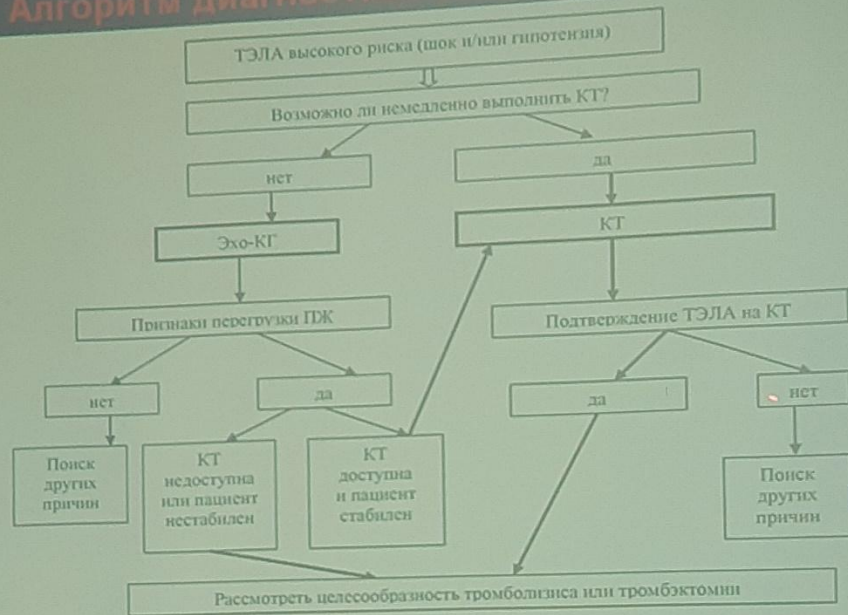 Алгоритм
ТЭЛА высокого риска (шок и/или гипотензия)
Возможно ли немедленно выполнить КТ?
нет
да
Эхо-КГ
КТ
Признаки перегрузки ПЖ
Подтверждение ТЭЛА на КТ
нет
да
да
нет
Поиск
других
причин
КТ
недоступна
или пациент
нестабилен
КТ
доступна
и пациент
стабилен
Поиск
других
причин
Рассмотреть целесообразность тромболизиса или тромбэктомии